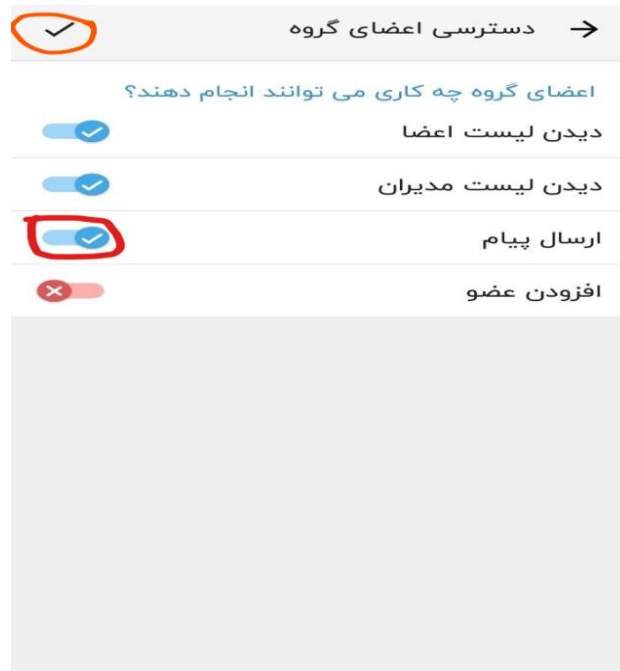 دسترسی اعضای گروه
اعضای گروه چه کاری می توانند انجام دهند؟
دیدن لیست اعضا
دیدن لیست مدیران
ارسال پیام
افزودن عضو